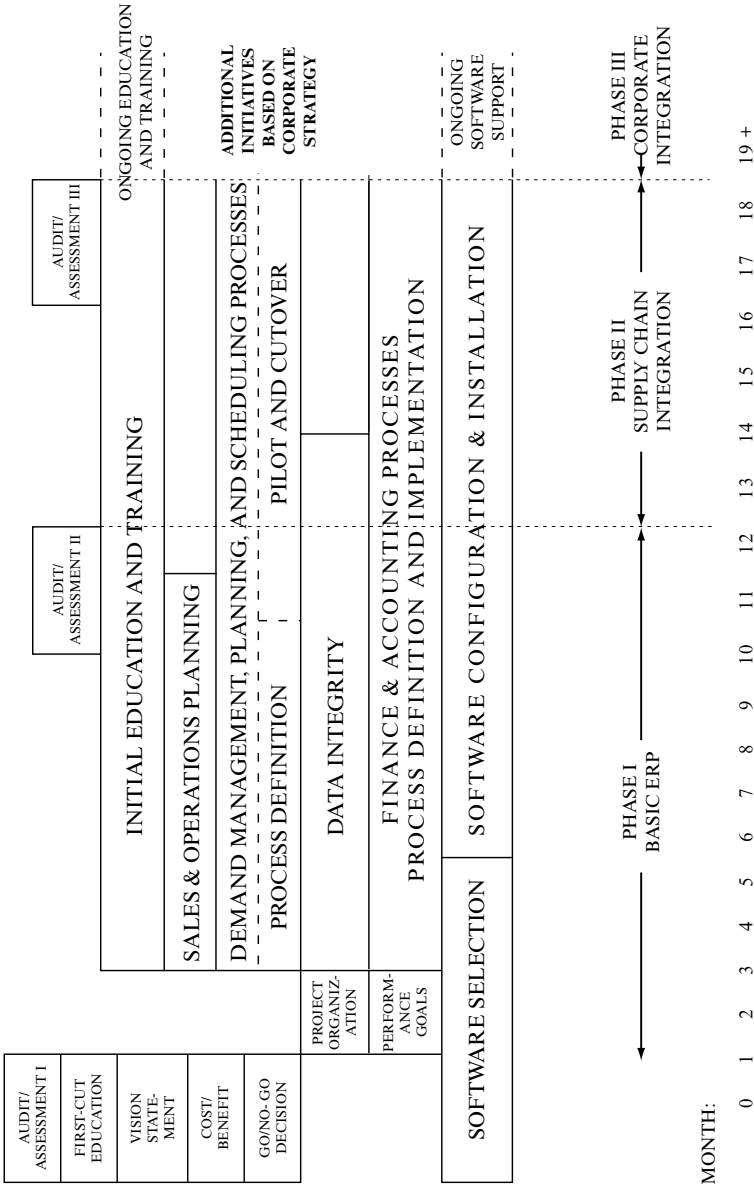 AUDIT/
ASSESSMENT I
FIRST-CUT
EDUCATION
VISION
STATE-
MENT
COST/
BENEFIT
GO/NO- GO
DECISION
AUDIT/
ASSESSMENT II
AUDIT/
ASSESSMENT III
INITIAL EDUCATION AND TRAINING
ONGOING EDUCATION
AND TRAINING
SALES & OPERATIONS PLANNING
DEMAND MANAGEMENT, PLANNING, AND SCHEDULING PROCESSES
PROCESS DEFINITION
PILOT AND CUTOVER
ADDITIONAL
INITIATIVES
BASED ON
CORPORATE
STRATEGY
PROJECT
ORGANIZ-
ATION
DATA INTEGRITY
PERFORM-
ANCE
GOALS
FINANCE & ACCOUNTING PROCESSES
PROCESS DEFINITION AND IMPLEMENTATION
SOFTWARE SELECTION
SOFTWARE CONFIGURATION & INSTALLATION
ONGOING
SOFTWARE
SUPPORT
PHASE I
BASIC ERP
PHASE II
SUPPLY CHAIN
INTEGRATION
PHASE III
CORPORATE
INTEGRATION
MONTH:
0 1 2 3 4 5 6 7 8 9 10 11 12 13 14 15 16 17 18 19 +